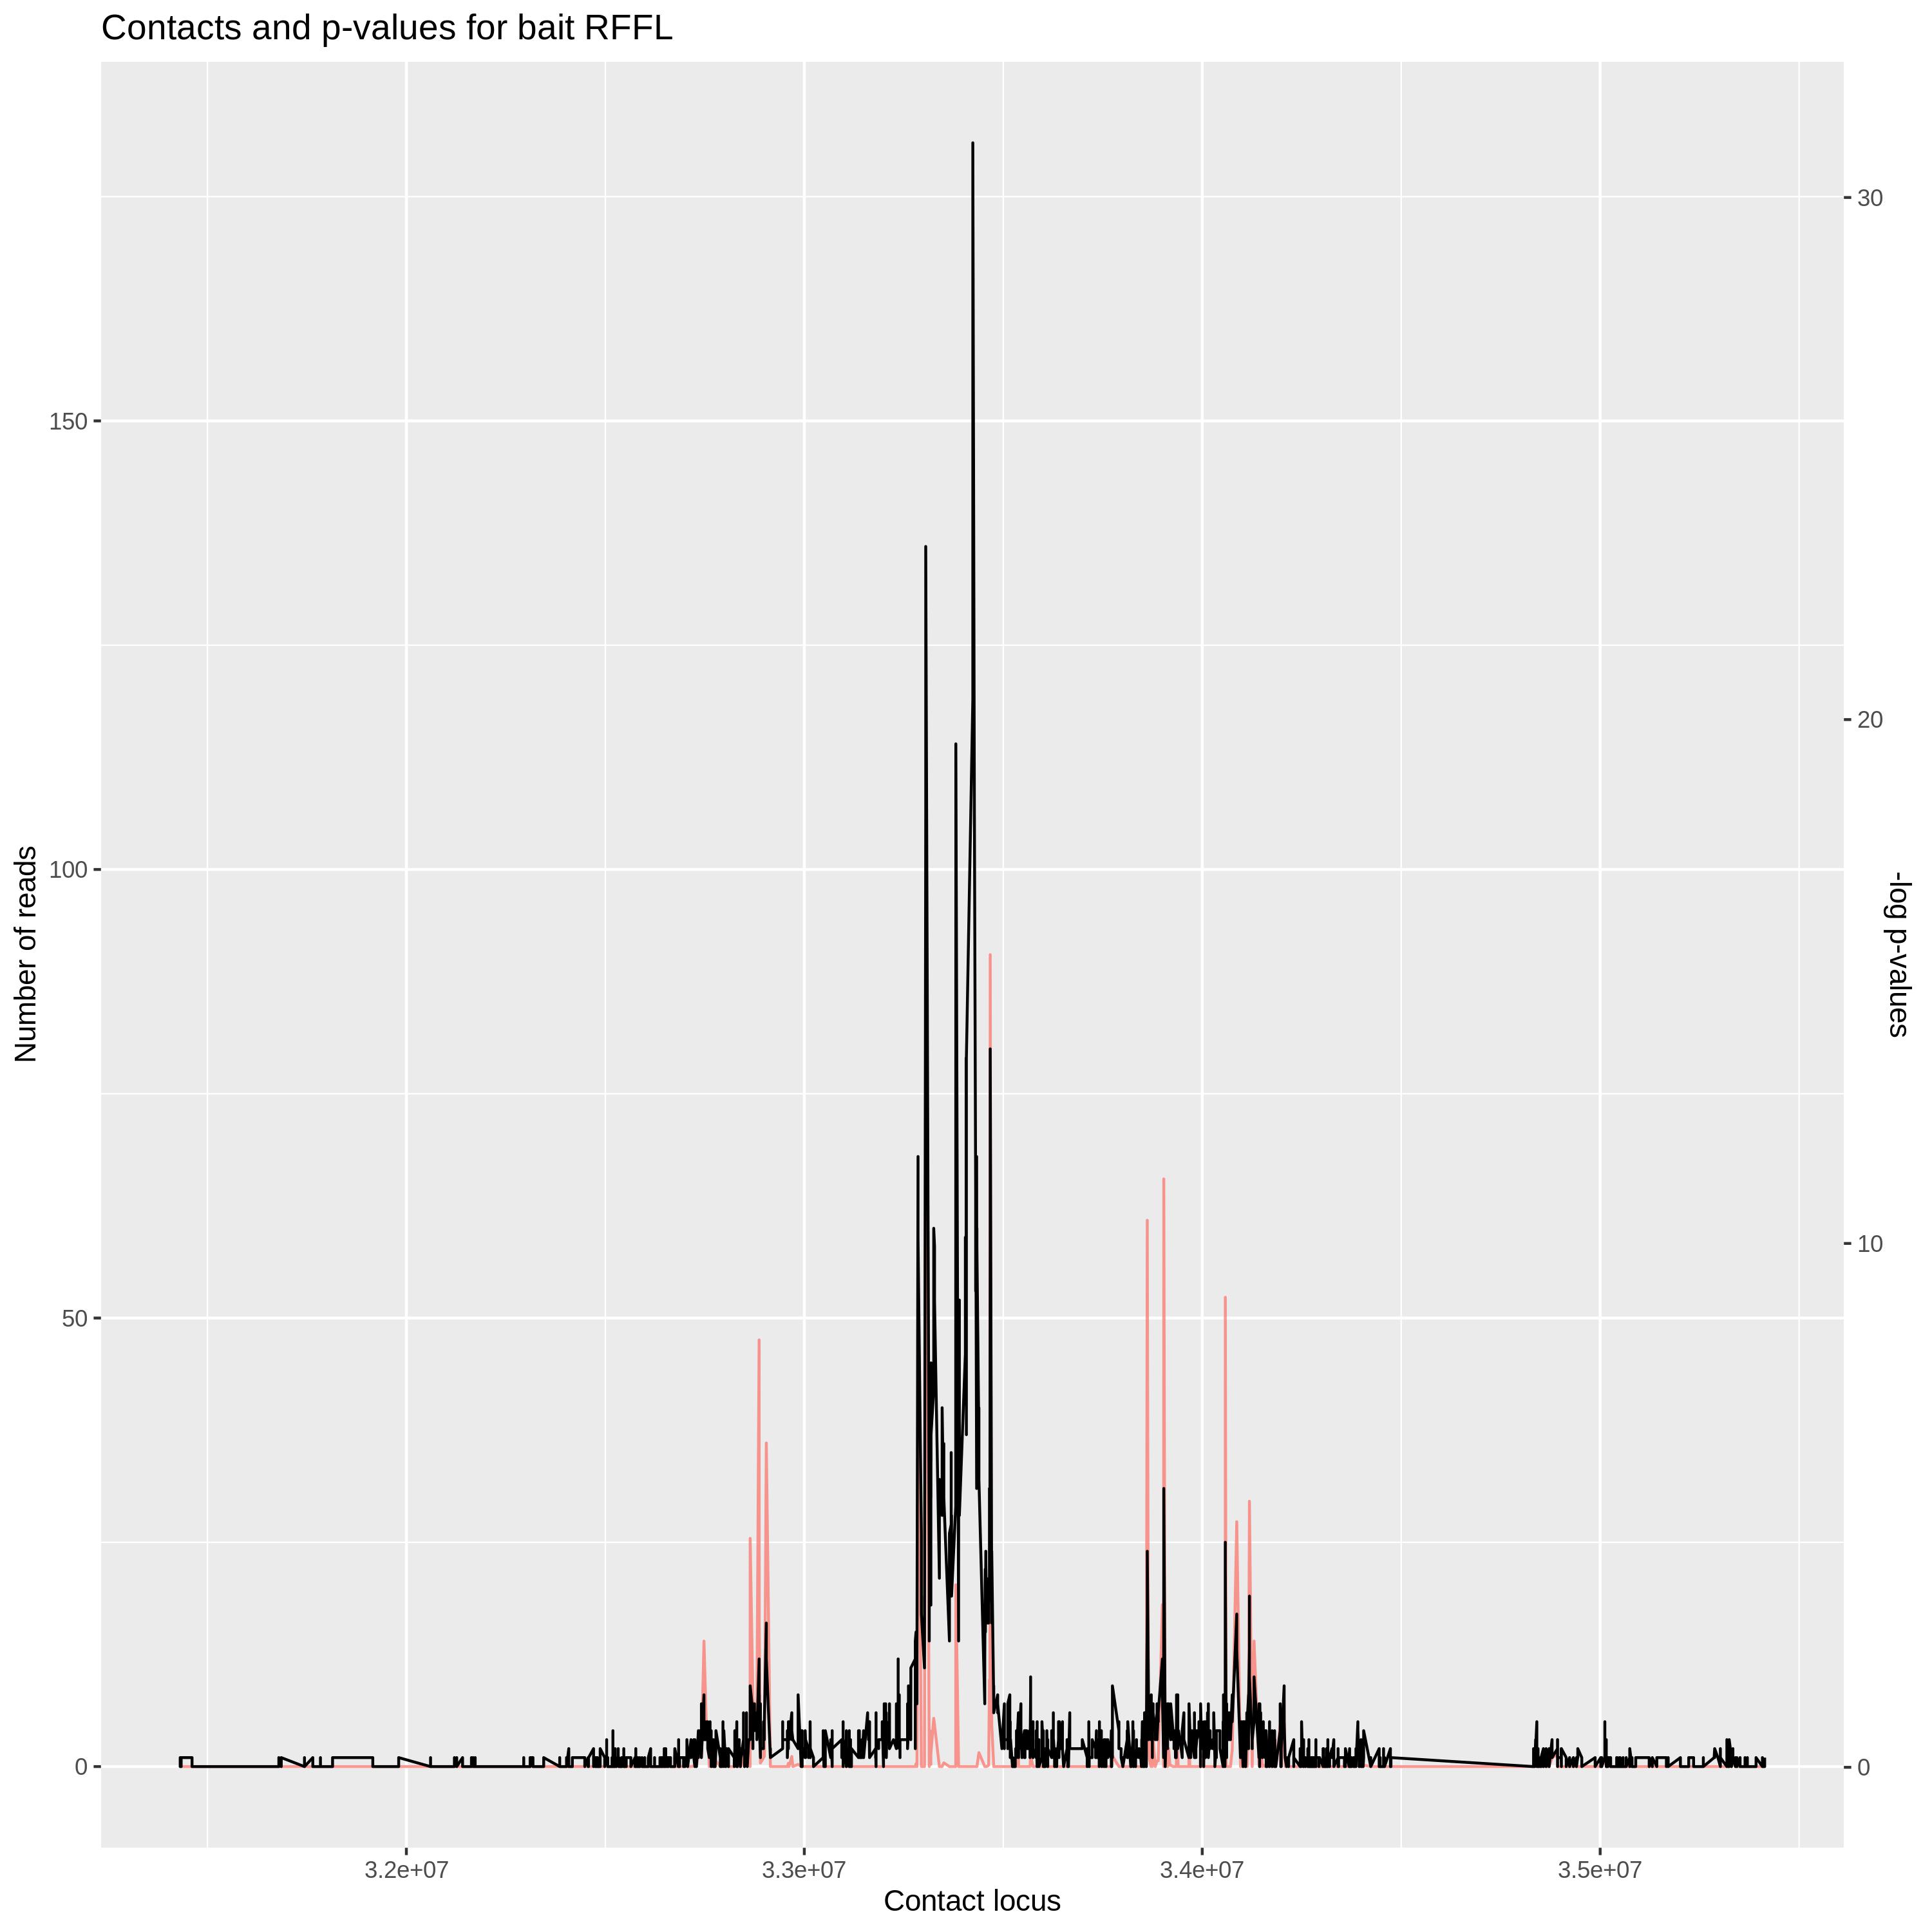 Contacts and p-values for bait RFFL
Number of reads
150
100
50
0
30
20
10
0
-log p-values
3.2e+07
3.3e+07
3.4e+07
3.5e+07
Contact locus